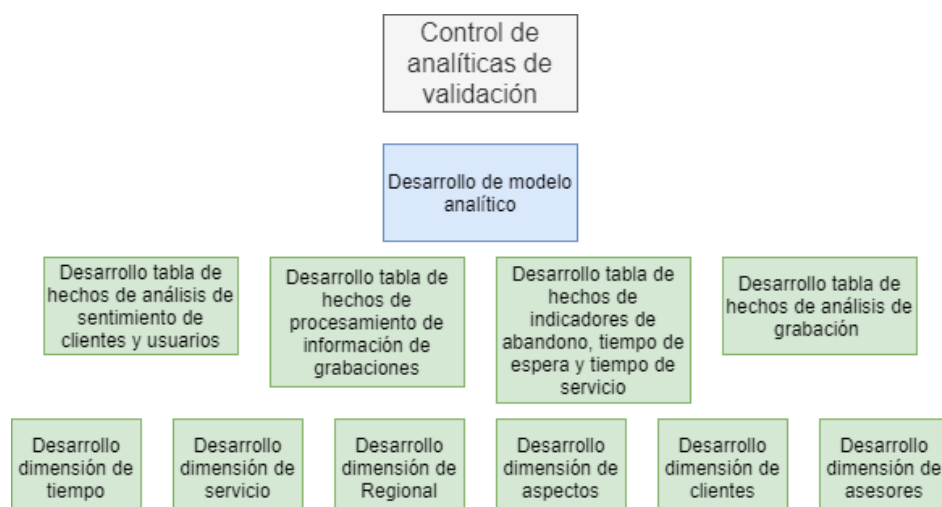 Control de
analíticas de
validación
Desarrollo de modelo
analítico
Desarrollo tabla de
hechos de análisis de
sentimiento de
clientes y usuarios
Desarrollo tabla de
hechos de
procesamiento de
información de
grabaciones
Desarrollo tabla de
hechos de
indicadores de
abandono, tiempo de
espera y tiempo de
servicio
Desarrollo tabla de
hechos de análisis de
grabación
Desarrollo
dimensión de
tiempo
Desarrollo
dimensión de
servicio
Desarrollo
dimensión de
Regional
Desarrollo
dimensión de
aspectos
Desarrollo
dimensión de
clientes
Desarrollo
dimensión de
asesores